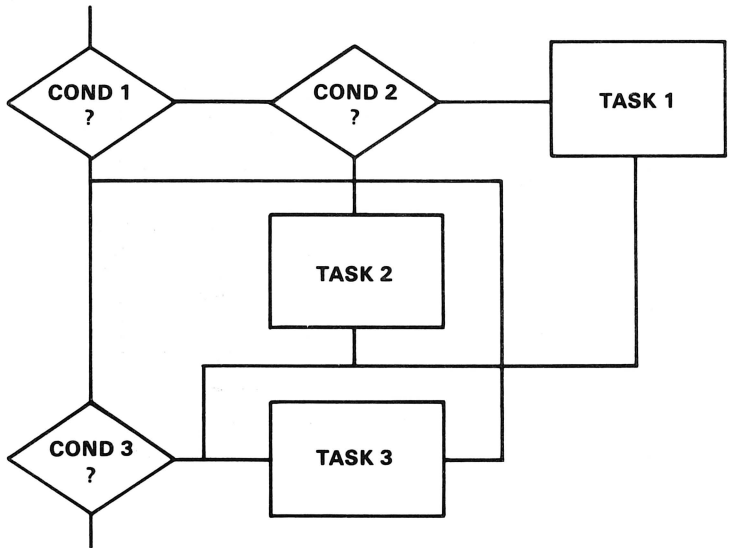 COND 1
?
COND 2
?
TASK 1
TASK 2
COND 3
?
TASK 3